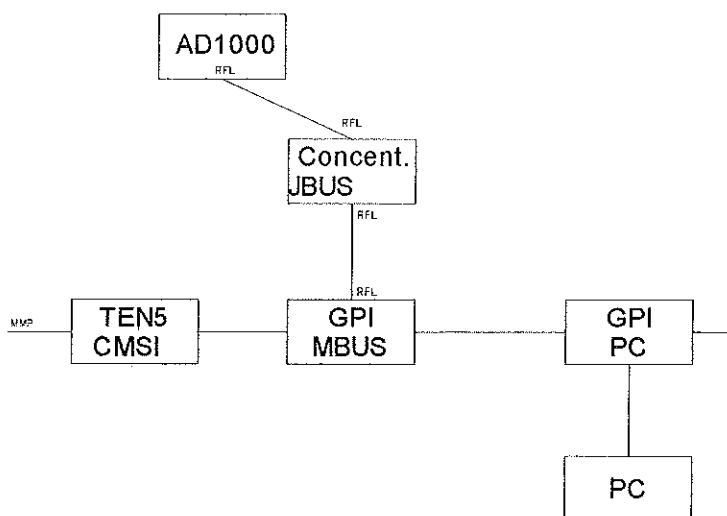 AD1000
RFL
RFL
Concent.
JBUS
RFL
RFL
MMP
TEN5
CMSI
GPI
MBUS
GPI
PC
PC